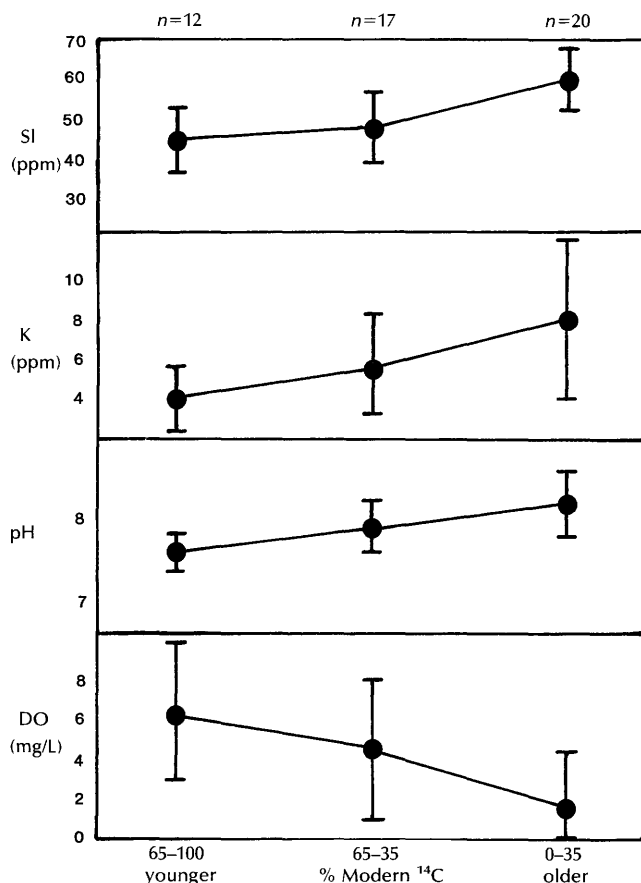 n=12 n=17 n=20
70
60
50
40
30
SI
(ppm)
10
8
6
4
K
(ppm)
8
7
pH
8
6
4
2
0
DO
(mg/L)
65–100 65–35 0–35
younger % Modern ¹⁴C older